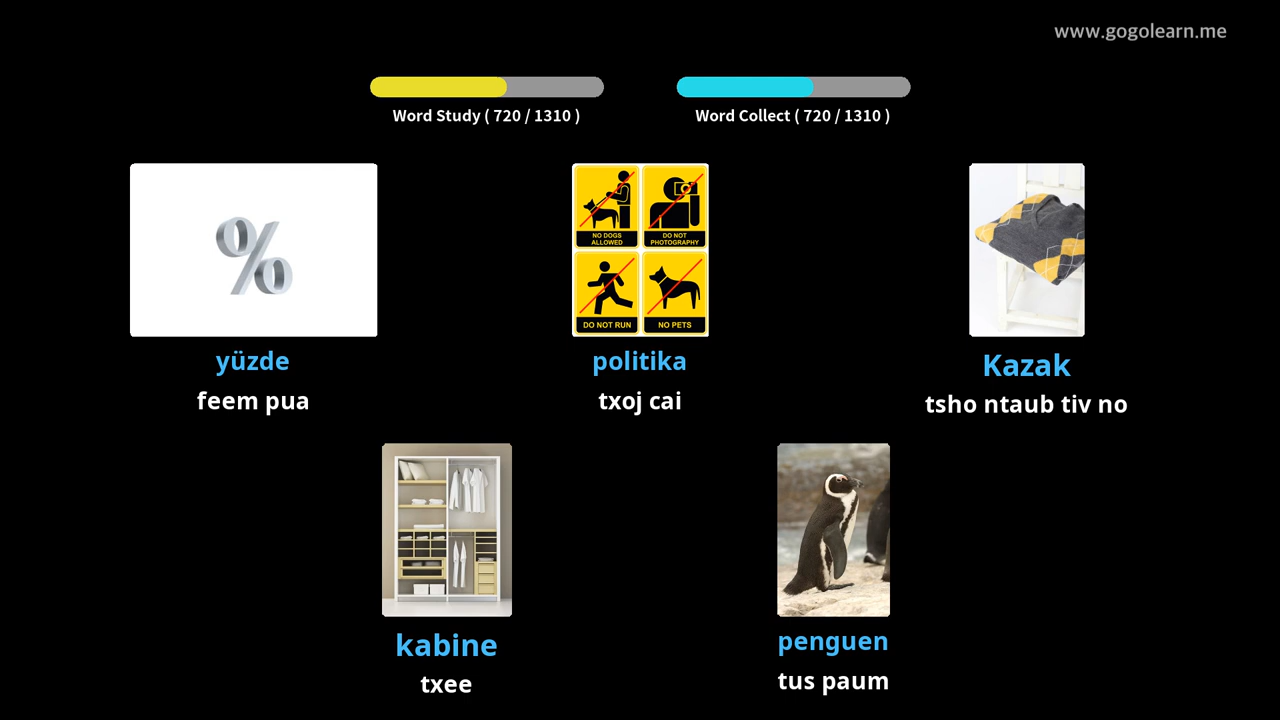 www.gogolearn.me
Word Study ( 720 / 1310 )
Word Collect ( 720 / 1310 )
%
NO DOGS
ALLOWED
DO NOT
PHOTOGRAPHY
DO NOT RUN
NO PETS
yüzde
feem pua
politika
txoj cai
Kazak
tsho ntaub tiv no
kabine
txee
penguen
tus paum